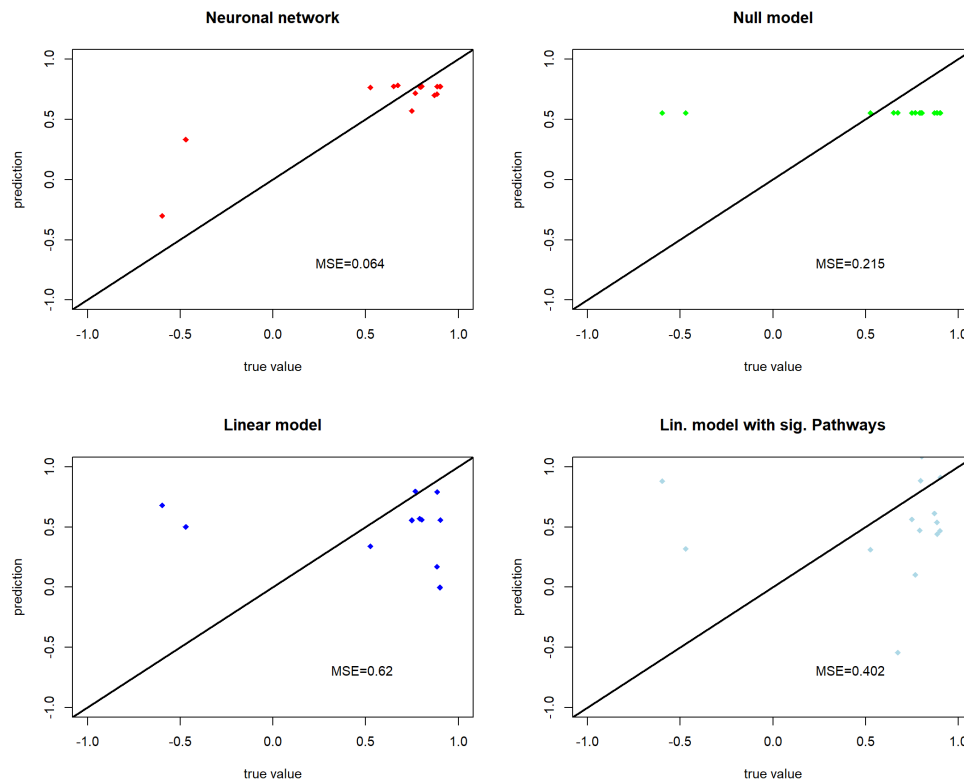 Neuronal network
1.0
0.5
0.0
-0.5
-1.0
prediction
MSE=0.064
-1.0 -0.5 0.0 0.5 1.0
true value
Null model
1.0
0.5
0.0
-0.5
-1.0
prediction
MSE=0.215
-1.0 -0.5 0.0 0.5 1.0
true value
Linear model
1.0
0.5
0.0
-0.5
-1.0
prediction
MSE=0.62
-1.0 -0.5 0.0 0.5 1.0
true value
Lin. model with sig. Pathways
1.0
0.5
0.0
-0.5
-1.0
prediction
MSE=0.402
-1.0 -0.5 0.0 0.5 1.0
true value